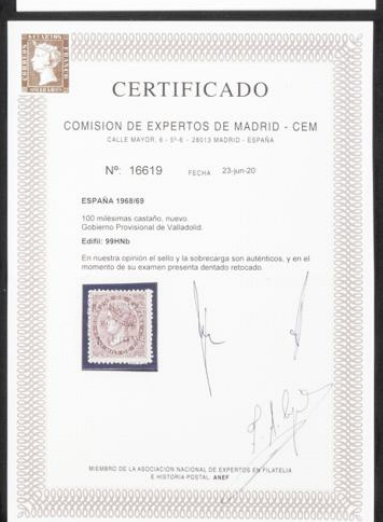 CERTIFICADO
COMISION DE EXPERTOS DE MADRID - CEM
CALLE MAYOR, 6 - 5º-6 - 28013 MADRID - ESPAÑA
Nº: 16619 FECHA 23-jun-20
ESPAÑA 1968/69
100 milésimas castaño, nuevo.
Gobierno Provisional de Valladolid.
Edifil: 99HNb
En nuestra opinión el sello y la sobrecarga son auténticos, y en el
momento de su examen presenta dentado retocado.
MIEMBRO DE LA ASOCIACION NACIONAL DE EXPERTOS EN FILATELIA
E HISTORIA POSTAL ANEF